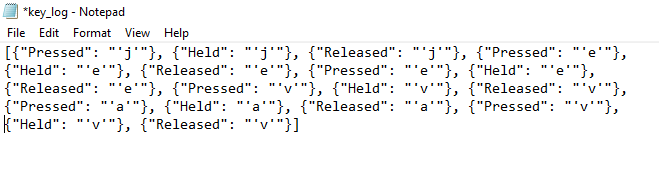 *key_log - Notepad
File Edit Format View Help
[{"Pressed": "'j'"}, {"Held": "'j'"}, {"Released": "'j'"}, {"Pressed": "'e'"},
{"Held": "'e'"}, {"Released": "'e'"}, {"Pressed": "'e'"}, {"Held": "'e'"},
{"Released": "'e'"}, {"Pressed": "'v'"}, {"Held": "'v'"}, {"Released": "'v'"},
{"Pressed": "'a'"}, {"Held": "'a'"}, {"Released": "'a'"}, {"Pressed": "'v'"},
{"Held": "'v'"}, {"Released": "'v'"}]